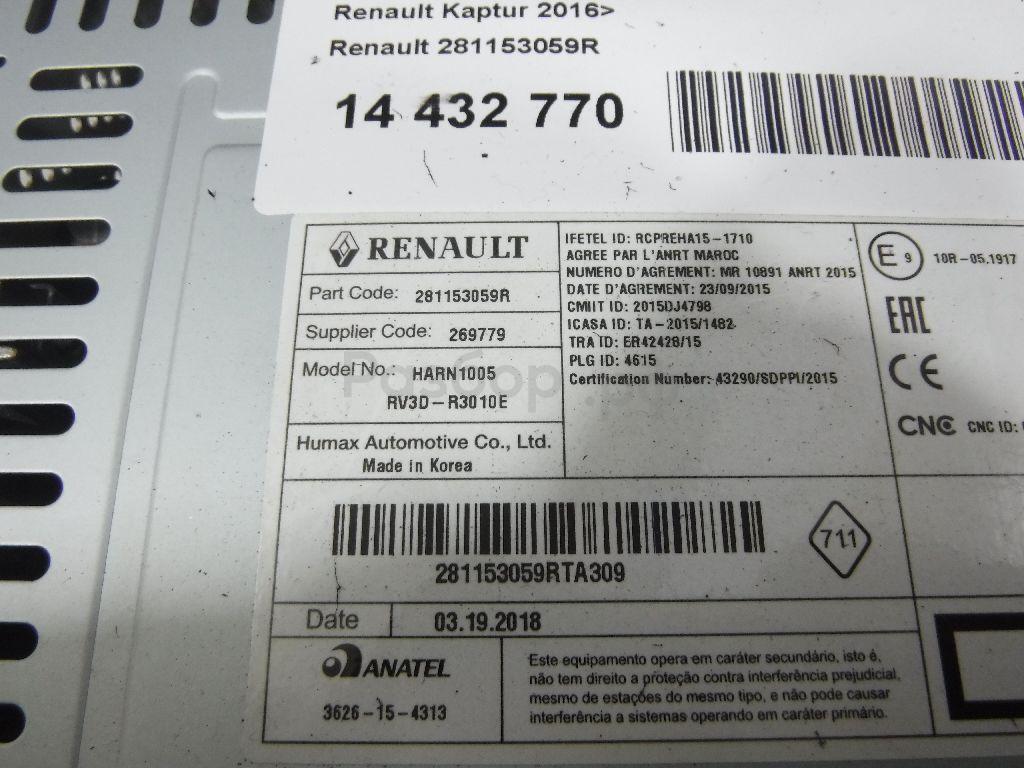 Renault Kaptur 2016>
Renault 281153059R
14 432 770
RENAULT
Part Code: 281153059R
Supplier Code: 269779
Model No.: HARN1005
RV3D-R3010E
Humax Automotive Co., Ltd.
Made in Korea
IFETEL ID: RCPREHA15-1710
AGREE PAR L'ANRT MAROC
NUMERO D'AGREMENT: MR 10891 ANRT 2015
DATE D'AGREMENT: 23/09/2015
CMIIT ID: 2015DJ4798
ICASA ID: TA-2015/1482
TRA ID: ER42428/15
PLG ID: 4615
Certification Number: 43290/SDPPI/2015
E 9 10R-05.1917
EAC
CE
CNC CNC ID:
281153059RTA309
711
Date 03.19.2018
ANATEL
3626-15-4313
Este equipamento opera em caráter secundário, isto é,
não tem direito a proteção contra interferência prejudicial,
mesmo de estações do mesmo tipo, e não pode causar
interferência a sistemas operando em caráter primário.